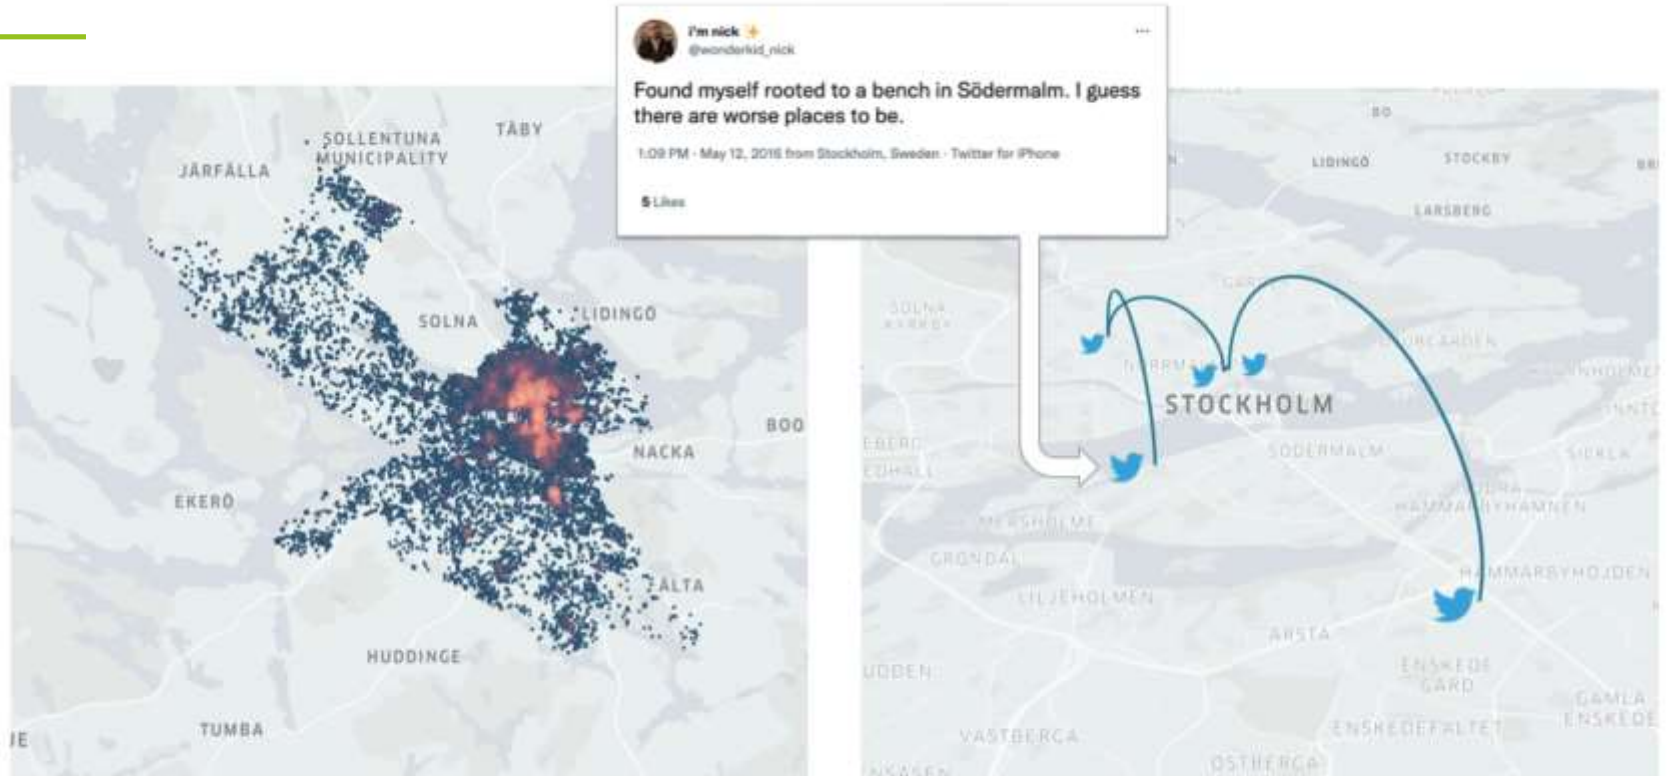 i'm nick
@wonderkid_nick
Found myself rooted to a bench in Södermalm. I guess
there are worse places to be.
1:09 PM - May 12, 2016 from Stockholm, Sweden - Twitter for iPhone
5 Likes
TÄBY
SOLLENTUNA
MUNICIPALITY
JÄRFÄLLA
SOLNA
LIDINGÖ
BOO
NACKA
EKERÖ
ÄLTA
HUDDINGE
TUMBA
BO
LIDINGÖ
STOCKBY
LARSBERG
SOLNA
STOCKHOLM
SÖDERMALM
SICKLA
HAMMARBYHAMNEN
GRÖNDAL
LILJEHOLMEN
HAMMARBYHÖJDEN
ÅRSTA
ENSKEDE
GÅRD
GAMLA
ENSKEDE
ENSKEDEFÄLTET
VÄSTBERGA
ÖSTBERGA